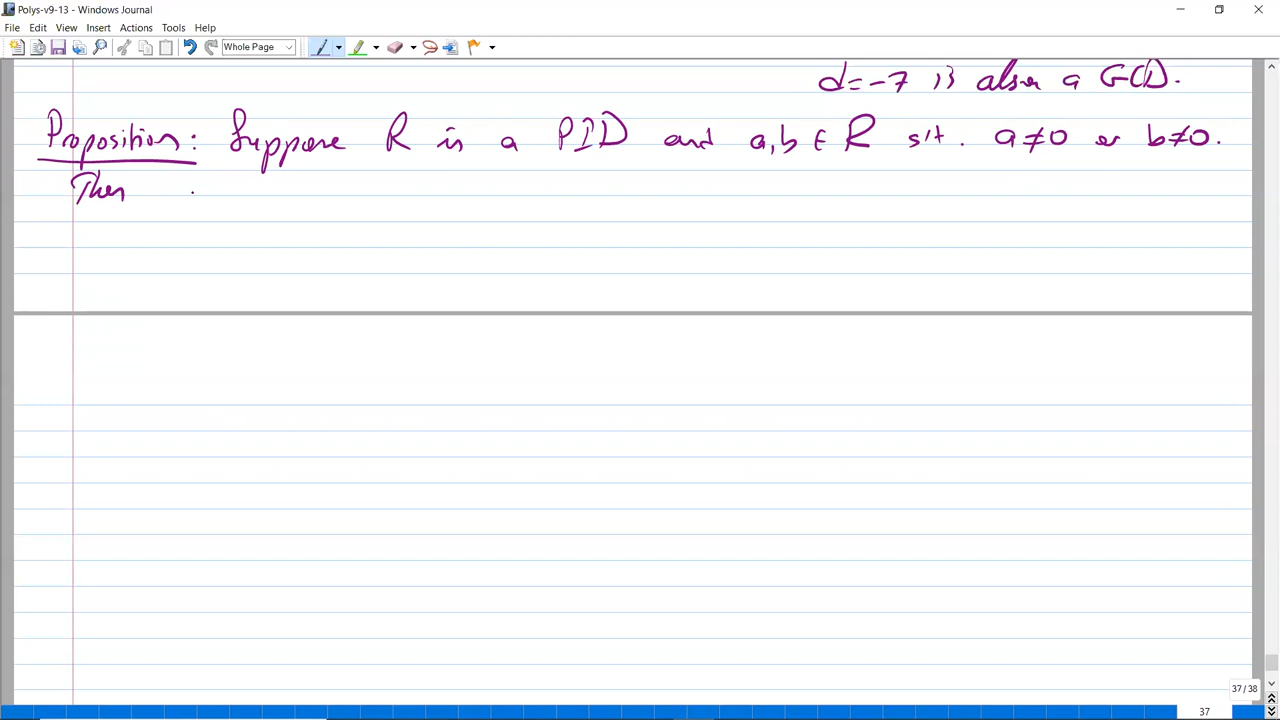 Polys-v9-13 - Windows Journal
File Edit View Insert Actions Tools Help
Whole Page
d=-7 is also a GCD.
Proposition: Suppose R is a PID and a,b ∈ R s.t. a≠0 or b≠0.
Then
37 / 38
37